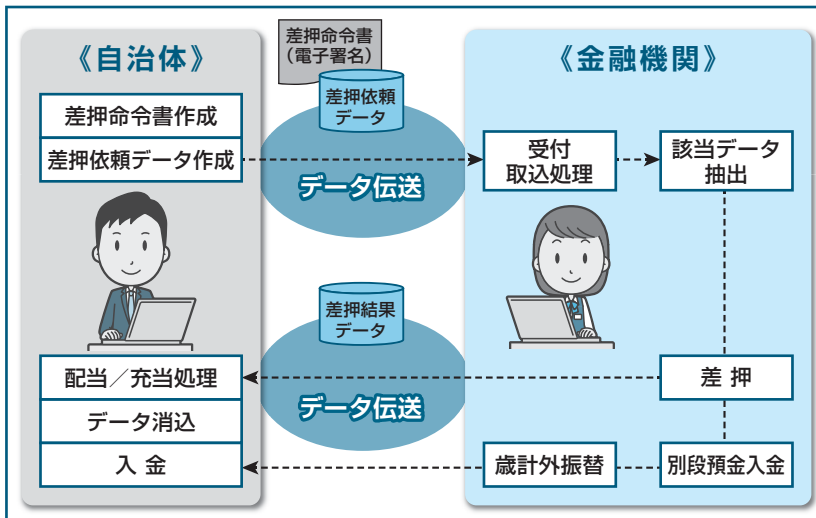 《自治体》
差押命令書
（電子署名）
《金融機関》
差押命令書作成
差押依頼データ作成
差押依頼
データ
データ伝送
受付
取込処理
該当データ
抽出
差押結果
データ
データ伝送
配当／充当処理
データ消込
入 金
差 押
歳計外振替
別段預金入金